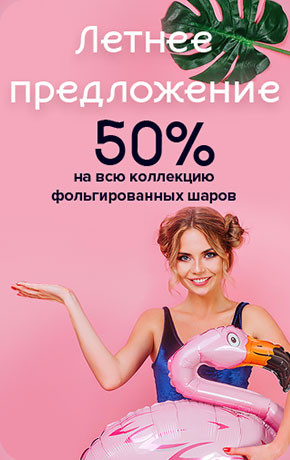 Летнее
предложение
50%
на всю коллекцию
фольгированных шаров